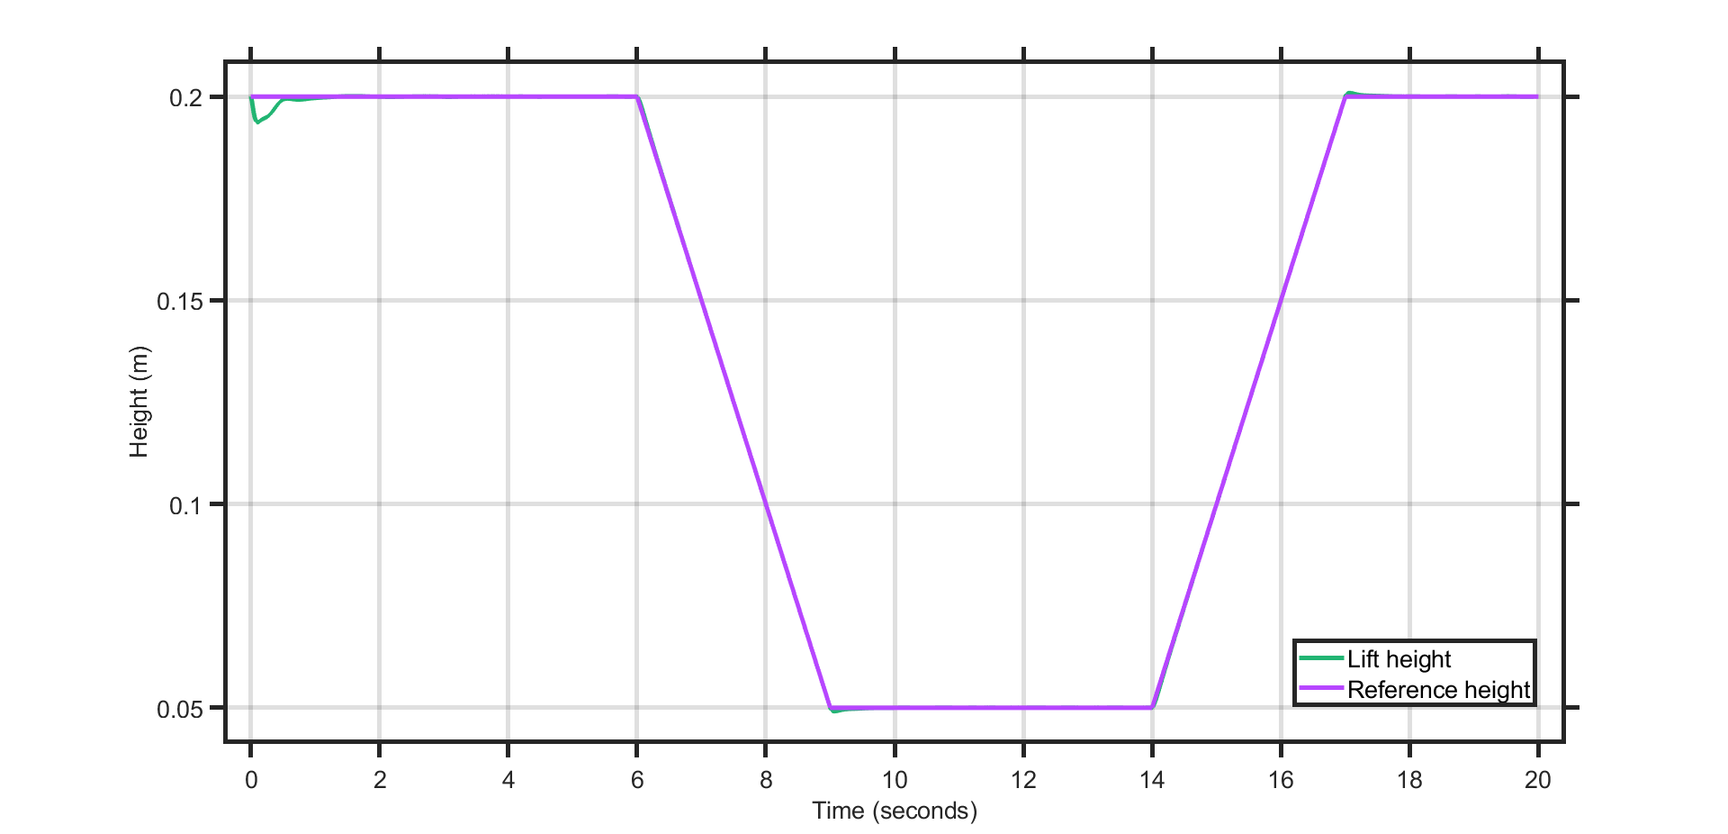 0.2
0.15
0.1
0.05
Height (m)
0 2 4 6 8 10 12 14 16 18 20
Time (seconds)
Lift height
Reference height